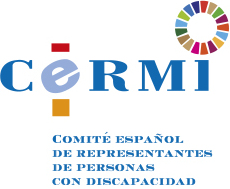 CeRMI
COMITÉ ESPAÑOL
DE REPRESENTANTES
DE PERSONAS
CON DISCAPACIDAD